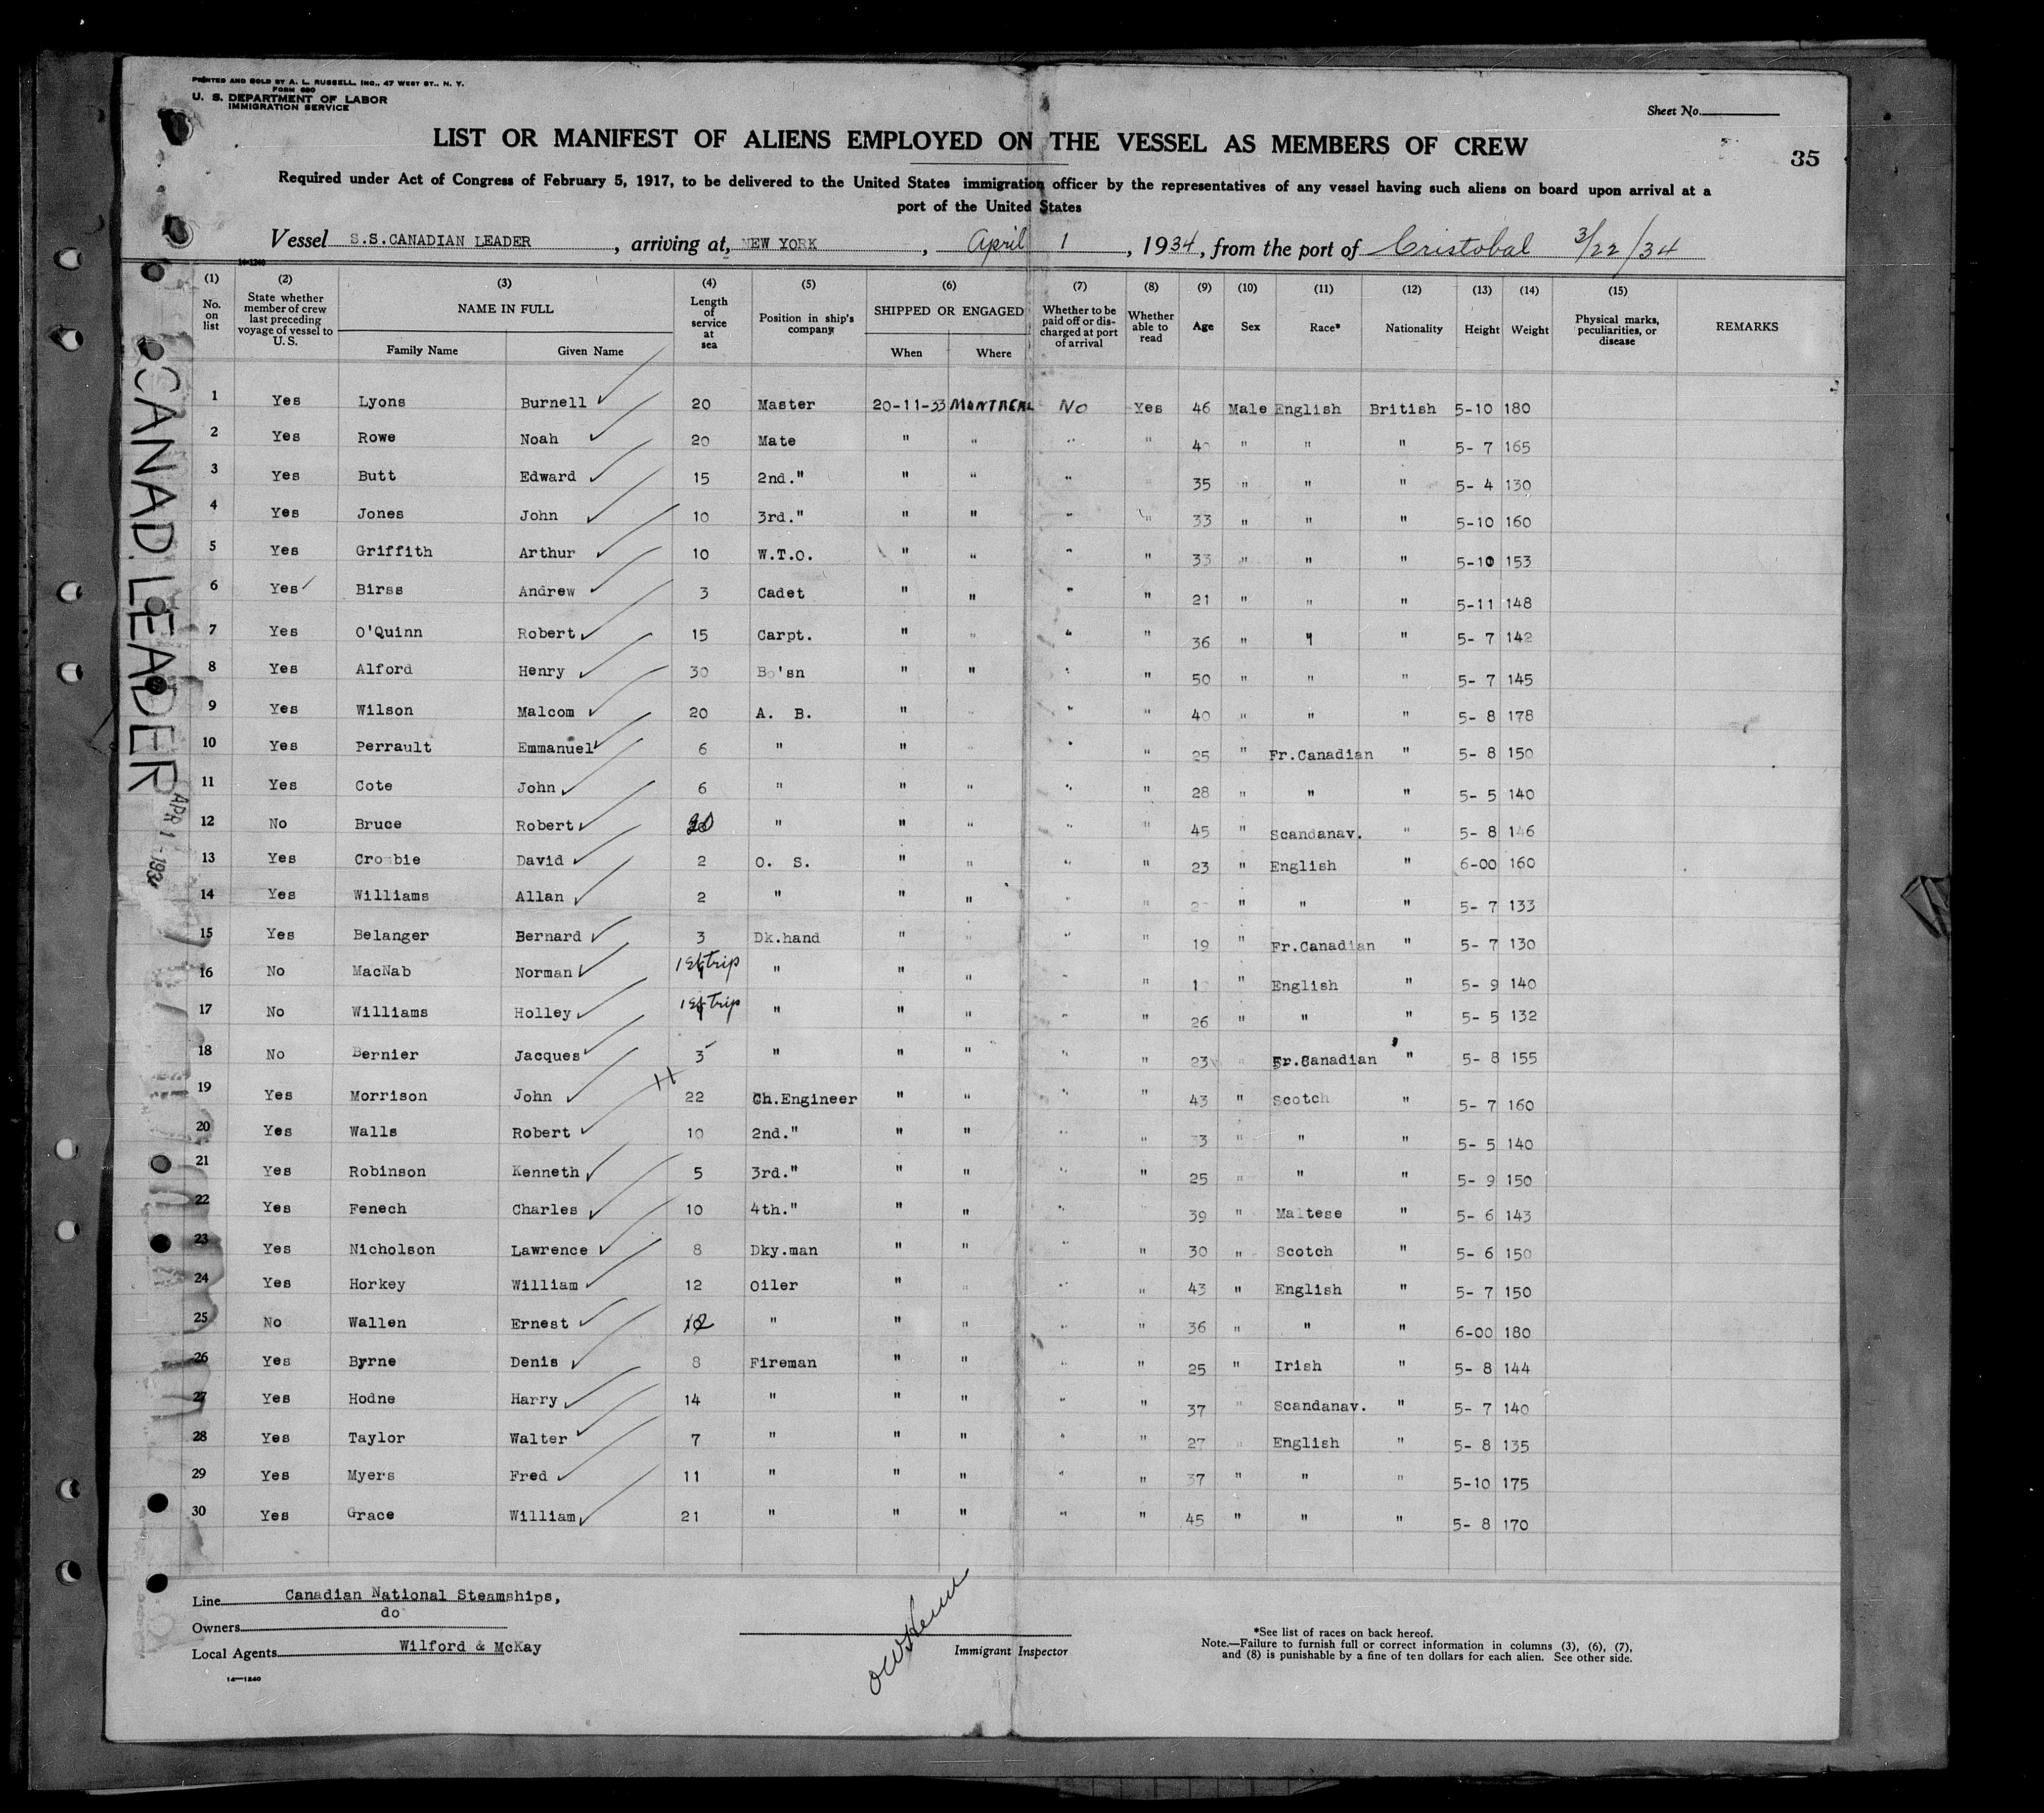 PRINTED AND SOLD BY A. L. RUSSELL, INC., 47 WEST ST., N. Y.
FORM 680
U. S. DEPARTMENT OF LABOR
IMMIGRATION SERVICE
Sheet No.
LIST OR MANIFEST OF ALIENS EMPLOYED ON THE VESSEL AS MEMBERS OF CREW
35
Required under Act of Congress of February 5, 1917, to be delivered to the United States immigration officer by the representatives of any vessel having such aliens on board upon arrival at a
port of the United States
Vessel S.S.CANADIAN LEADER, arriving at, NEW YORK, April 1, 1934, from the port of Cristobal 3/22/34
14-1240
(1) (2) (3) (4) (5) (6) (7) (8) (9) (10) (11) (12) (13) (14) (15)
No. on list State whether member of crew last preceding voyage of vessel to U. S. NAME IN FULL Length of service at sea Position in ship's company SHIPPED OR ENGAGED Whether to be paid off or discharged at port of arrival Whether able to read Age Sex Race* Nationality Height Weight Physical marks, peculiarities, or disease REMARKS
Family Name Given Name When Where
1 Yes Lyons Burnell 20 Master 20-11-33 MONTREAL No Yes 46 Male English British 5-10 180
2 Yes Rowe Noah 20 Mate " " " " 40 " " " 5- 7 165
3 Yes Butt Edward 15 2nd." " " " " 35 " " " 5- 4 130
4 Yes Jones John 10 3rd." " " " " 33 " " " 5-10 160
5 Yes Griffith Arthur 10 W.T.O. " " " " 33 " " " 5-10 153
6 Yes Birss Andrew 3 Cadet " " " " 21 " " " 5-11 148
7 Yes O'Quinn Robert 15 Carpt. " " " " 36 " " " 5- 7 142
8 Yes Alford Henry 30 Bo'sn " " " " 50 " " " 5- 7 145
9 Yes Wilson Malcom 20 A. B. " " " " 40 " " " 5- 8 178
10 Yes Perrault Emmanuel 6 " " " " 25 " Fr.Canadian " 5- 8 150
11 Yes Cote John 6 " " " " " 28 " " " 5- 5 140
12 No Bruce Robert " " " " " 45 " Scandanav. " 5- 8 146
13 Yes Crombie David 2 O. S. " " " " 23 " English " 6-00 160
14 Yes Williams Allan 2 " " " " " " " " 5- 7 133
15 Yes Belanger Bernard 3 Dk.hand " " " " 19 " Fr.Canadian " 5- 7 130
16 No MacNab Norman 1st trip " " " " " " English " 5- 9 140
17 No Williams Holley 1st Trip " " " " " 26 " " " 5- 5 132
18 No Bernier Jacques 3 " " " " " 23 " Fr.Canadian " 5- 8 155
19 Yes Morrison John 22 Ch.Engineer " " " " 43 " Scotch " 5- 7 160
20 Yes Walls Robert 10 2nd." " " " " 33 " " " 5- 5 140
21 Yes Robinson Kenneth 5 3rd." " " " " 25 " " " 5- 9 150
22 Yes Fenech Charles 10 4th." " " " 39 " Maltese " 5- 6 143
23 Yes Nicholson Lawrence 8 Dky.man " " " " 30 " Scotch " 5- 6 150
24 Yes Horkey William 12 Oiler " " " " 43 " English " 5- 7 150
25 No Wallen Ernest 12 " " " " " 36 " " " 6-00 180
26 Yes Byrne Denis 8 Fireman " " " " 25 " Irish " 5- 8 144
27 Yes Hodne Harry 14 " " " " " 37 " Scandanav. " 5- 7 140
28 Yes Taylor Walter 7 " " " " " 27 " English " 5- 8 135
29 Yes Myers Fred 11 " " " " " 37 " " " 5-10 175
30 Yes Grace William 21 " " " " " 45 " " " 5- 8 170
CANAD. LEADER
APR 1 - 1934
Line Canadian National Steamships,
Owners do
Local Agents Wilford & McKay
14-1240
Immigrant Inspector
*See list of races on back hereof.
Note.—Failure to furnish full or correct information in columns (3), (6), (7),
and (8) is punishable by a fine of ten dollars for each alien. See other side.